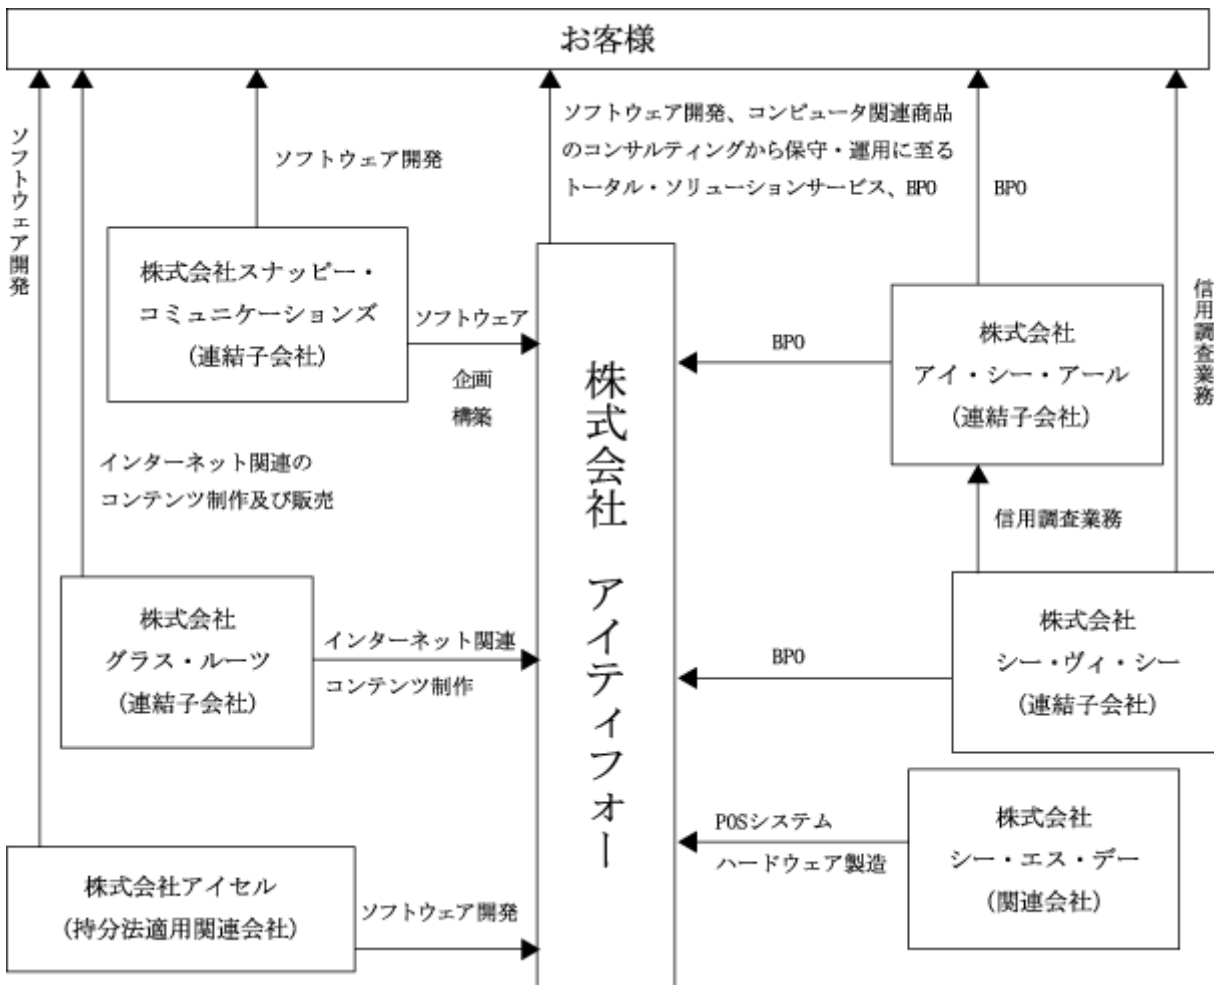 お客様
ソフトウェア開発
ソフトウェア開発
ソフトウェア開発、コンピュータ関連商品
のコンサルティングから保守・運用に至る
トータル・ソリューションサービス、BPO
BPO
信用調査業務
株式会社スナッピー・
コミュニケーションズ
(連結子会社)
ソフトウェア
企画
構築
株式会社 アイティフォー
BPO
株式会社
アイ・シー・アール
(連結子会社)
インターネット関連の
コンテンツ制作及び販売
信用調査業務
株式会社
グラス・ルーツ
(連結子会社)
インターネット関連
コンテンツ制作
BPO
株式会社
シー・ヴィ・シー
(連結子会社)
POSシステム
ハードウェア製造
株式会社
シー・エス・デー
(関連会社)
株式会社アイセル
(持分法適用関連会社)
ソフトウェア開発